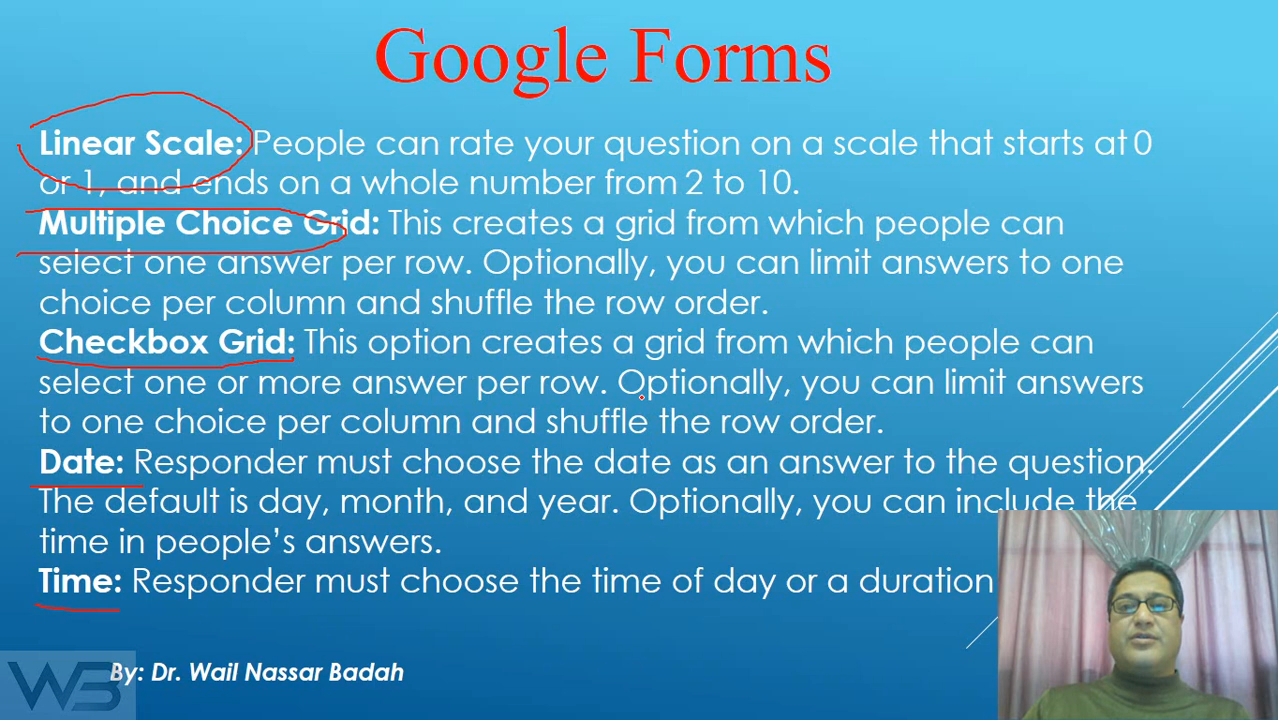 Google Forms
Linear Scale: People can rate your question on a scale that starts at 0
or 1, and ends on a whole number from 2 to 10.
Multiple Choice Grid: This creates a grid from which people can
select one answer per row. Optionally, you can limit answers to one
choice per column and shuffle the row order.
Checkbox Grid: This option creates a grid from which people can
select one or more answer per row. Optionally, you can limit answers
to one choice per column and shuffle the row order.
Date: Responder must choose the date as an answer to the question.
The default is day, month, and year. Optionally, you can include the
time in people’s answers.
Time: Responder must choose the time of day or a duration
By: Dr. Wail Nassar Badah
WB